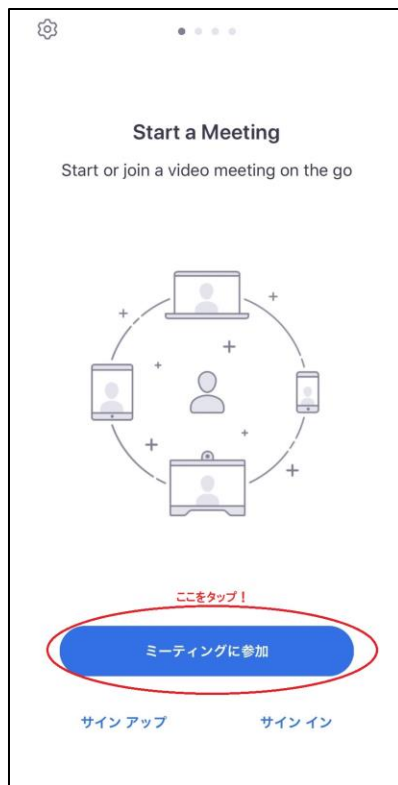 Start a Meeting
Start or join a video meeting on the go
ここをタップ！
ミーティングに参加
サイン アップ
サイン イン